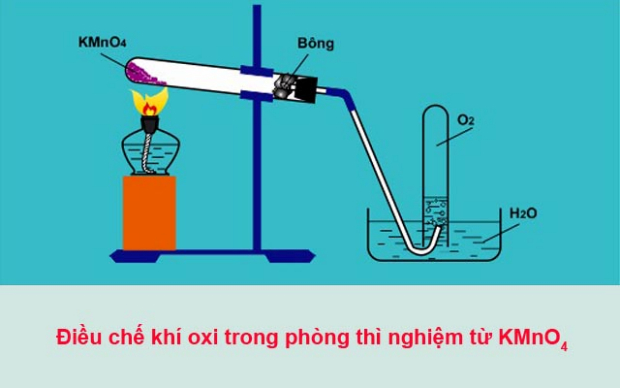 KMnO₄
Bông
O₂
H₂O
Điều chế khí oxi trong phòng thì nghiệm từ KMnO₄